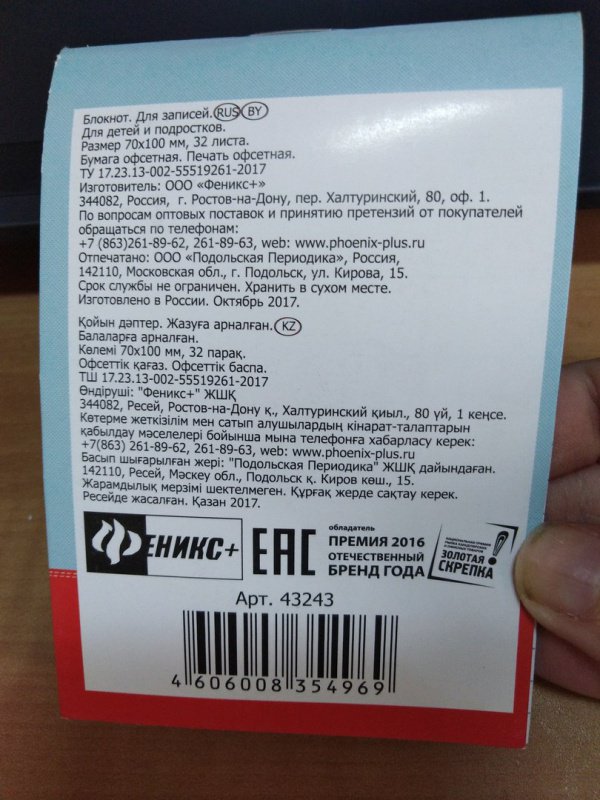 Блокнот. Для записей. RUS BY
Для детей и подростков.
Размер 70x100 мм, 32 листа.
Бумага офсетная. Печать офсетная.
ТУ 17.23.13-002-55519261-2017
Изготовитель: ООО «Феникс+»
344082, Россия, г. Ростов-на-Дону, пер. Халтуринский, 80, оф. 1.
По вопросам оптовых поставок и принятию претензий от покупателей
обращаться по телефонам:
+7 (863)261-89-62, 261-89-63, web: www.phoenix-plus.ru
Отпечатано: ООО «Подольская Периодика», Россия,
142110, Московская обл., г. Подольск, ул. Кирова, 15.
Срок службы не ограничен. Хранить в сухом месте.
Изготовлено в России. Октябрь 2017.
Қойын дәптер. Жазуға арналған. KZ
Балаларға арналған.
Көлемі 70x100 мм, 32 парақ.
Офсеттік қағаз. Офсеттік баспа.
ТШ 17.23.13-002-55519261-2017
Өндіруші: "Феникс+" ЖШҚ
344082, Ресей, Ростов-на-Дону қ., Халтуринский қиыл., 80 үй, 1 кеңсе.
Көтерме жеткізілім мен сатып алушылардың кінарат-талаптарын
қабылдау мәселелері бойынша мына телефонға хабарласу керек:
+7(863) 261-89-62, 261-89-63, web: www.phoenix-plus.ru
Басып шығарылған жері: "Подольская Периодика" ЖШҚ дайындаған.
142110, Ресей, Мәскеу обл., Подольск қ. Киров көш., 15.
Жарамдылық мерзімі шектелмеген. Құрғақ жерде сақтау керек.
Ресейде жасалған. Қазан 2017.
ФЕНИКС+
EAC
обладатель
ПРЕМИЯ 2016
ОТЕЧЕСТВЕННЫЙ
БРЕНД ГОДА
ЗОЛОТАЯ
СКРЕПКА
Арт. 43243
4 606008 354969